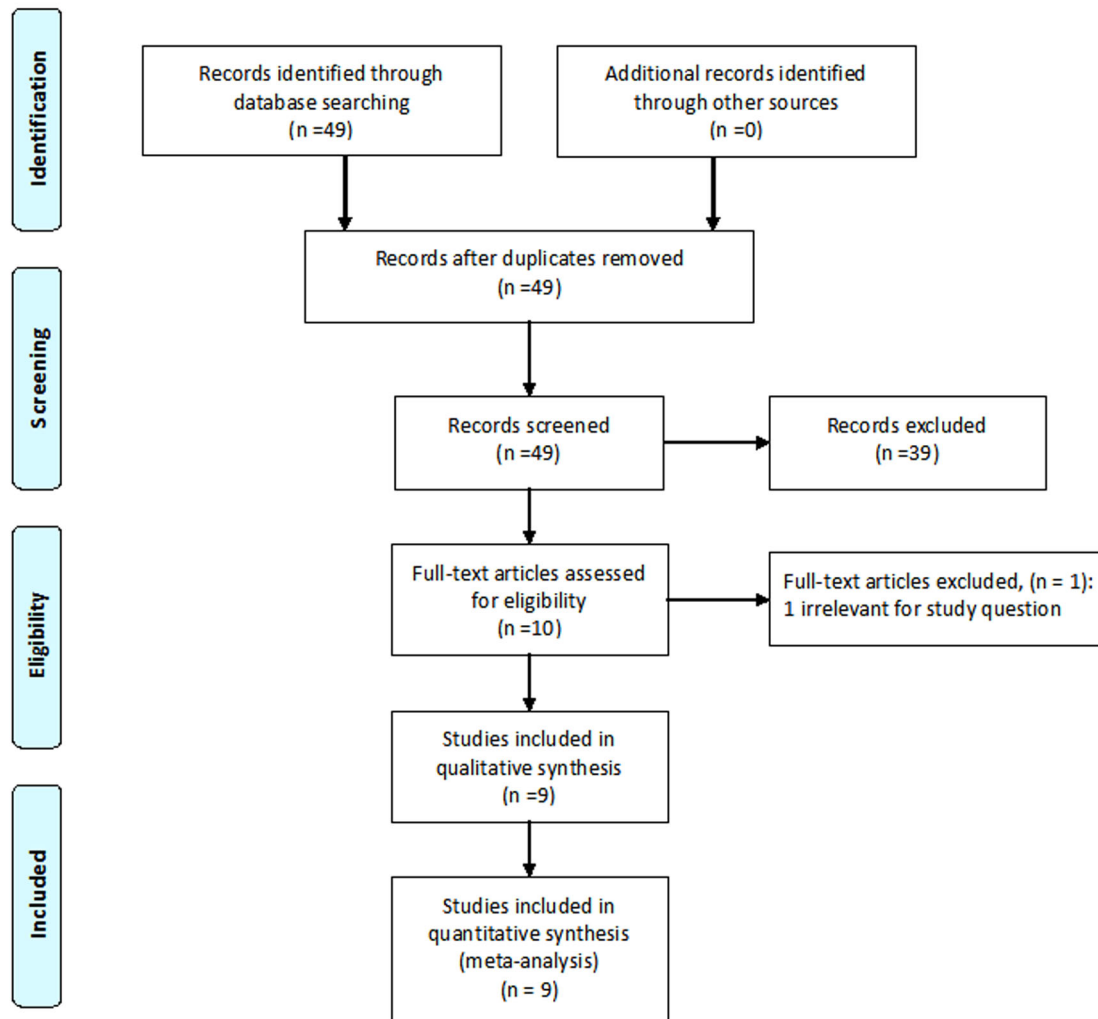 Identification
Records identified through
database searching
(n =49)
Additional records identified
through other sources
(n =0)
Records after duplicates removed
(n =49)
Screening
Records screened
(n =49)
Records excluded
(n =39)
Eligibility
Full-text articles assessed
for eligibility
(n =10)
Full-text articles excluded, (n = 1):
1 irrelevant for study question
Studies included in
qualitative synthesis
(n =9)
Included
Studies included in
quantitative synthesis
(meta-analysis)
(n = 9)